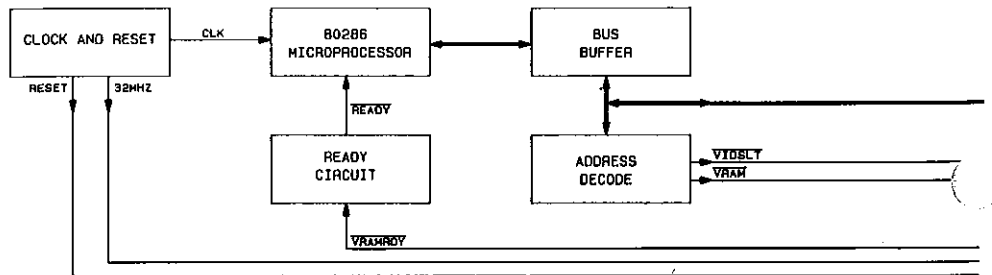 CLOCK AND RESET
CLK
80286
MICROPROCESSOR
BUS
BUFFER
RESET
32MHZ
READY
READY
CIRCUIT
ADDRESS
DECODE
VIDSLT
VRAM
VRAMRDY